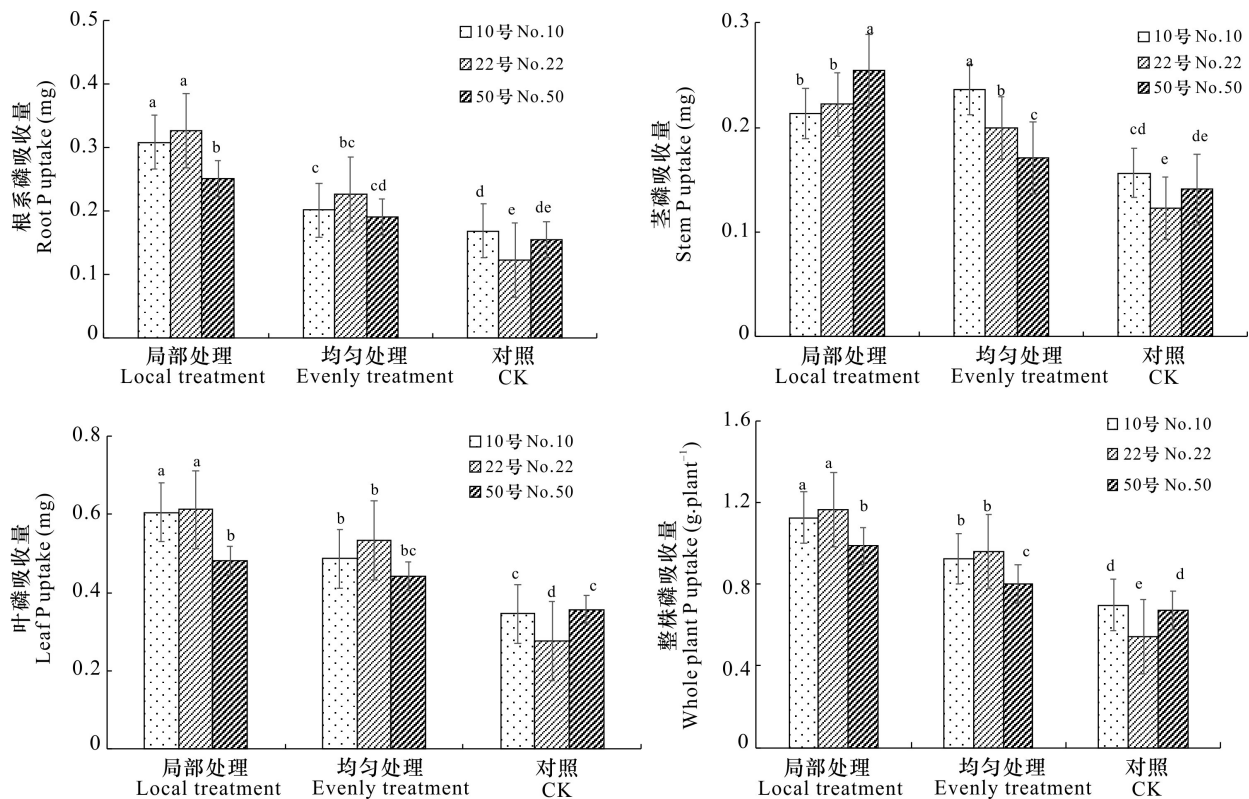 0.5
0.4
0.3
0.2
0.1
0
根系磷吸收量
Root P uptake (mg)
10号 No.10
22号 No.22
50号 No.50
a
a
b
c
bc
cd
d
e
de
局部处理
Local treatment
均匀处理
Evenly treatment
对照
CK
0.3
0.2
0.1
0
茎磷吸收量
Stem P uptake (mg)
10号 No.10
22号 No.22
50号 No.50
b
b
a
a
b
c
cd
e
de
局部处理
Local treatment
均匀处理
Evenly treatment
对照
CK
0.8
0.6
0.4
0.2
0
叶磷吸收量
Leaf P uptake (mg)
10号 No.10
22号 No.22
50号 No.50
a
a
b
b
b
bc
c
d
c
局部处理
Local treatment
均匀处理
Evenly treatment
对照
CK
1.6
1.2
0.8
0.4
0
整株磷吸收量
Whole plant P uptake (g·plant⁻¹)
10号 No.10
22号 No.22
50号 No.50
a
a
b
b
b
c
d
e
d
局部处理
Local treatment
均匀处理
Evenly treatment
对照
CK